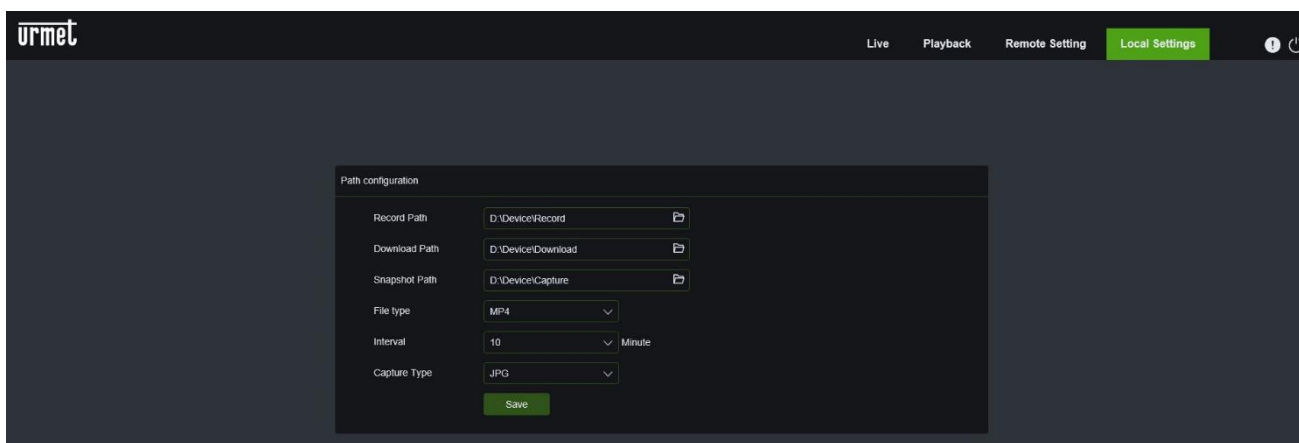 urmet
Live Playback Remote Setting Local Settings
Path configuration
Record Path D:\Device\Record
Download Path D:\Device\Download
Snapshot Path D:\Device\Capture
File type MP4
Interval 10 Minute
Capture Type JPG
Save